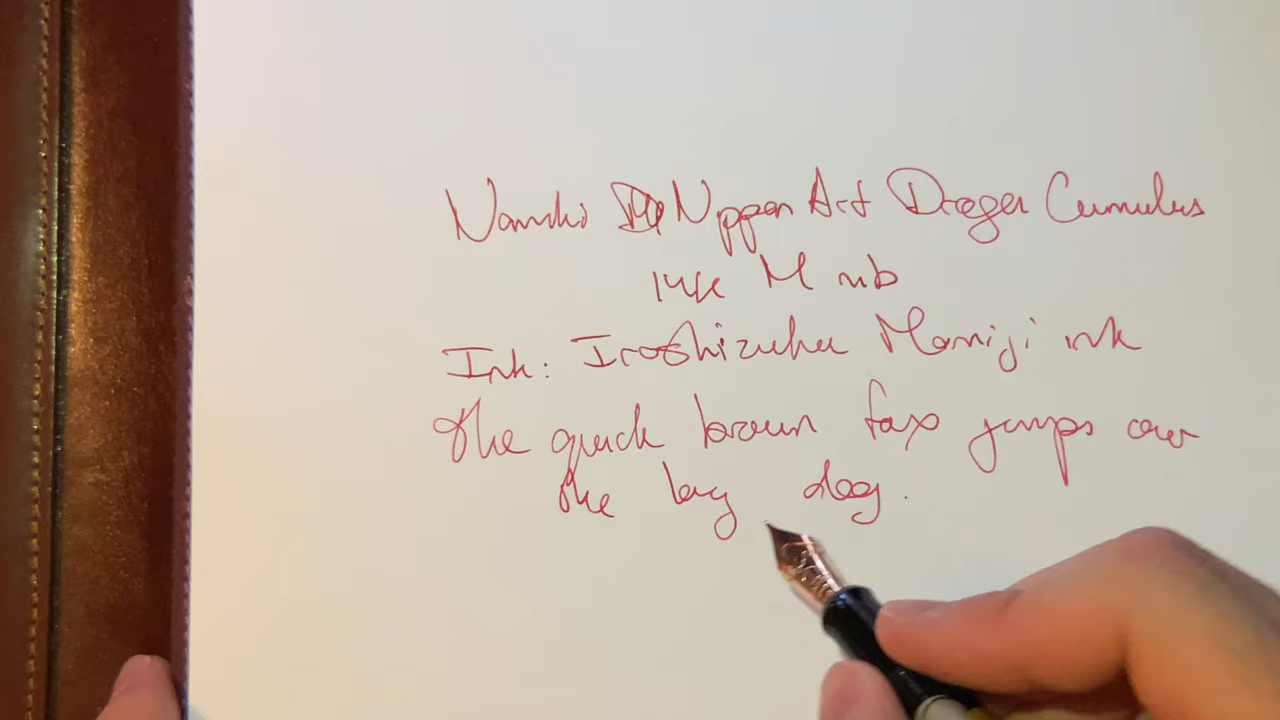 Namiki Nippon Art Dragon Cumulus
14k M nib
Ink: Iroshizuku Momiji ink
The quick brown fox jumps over
the lazy dog.